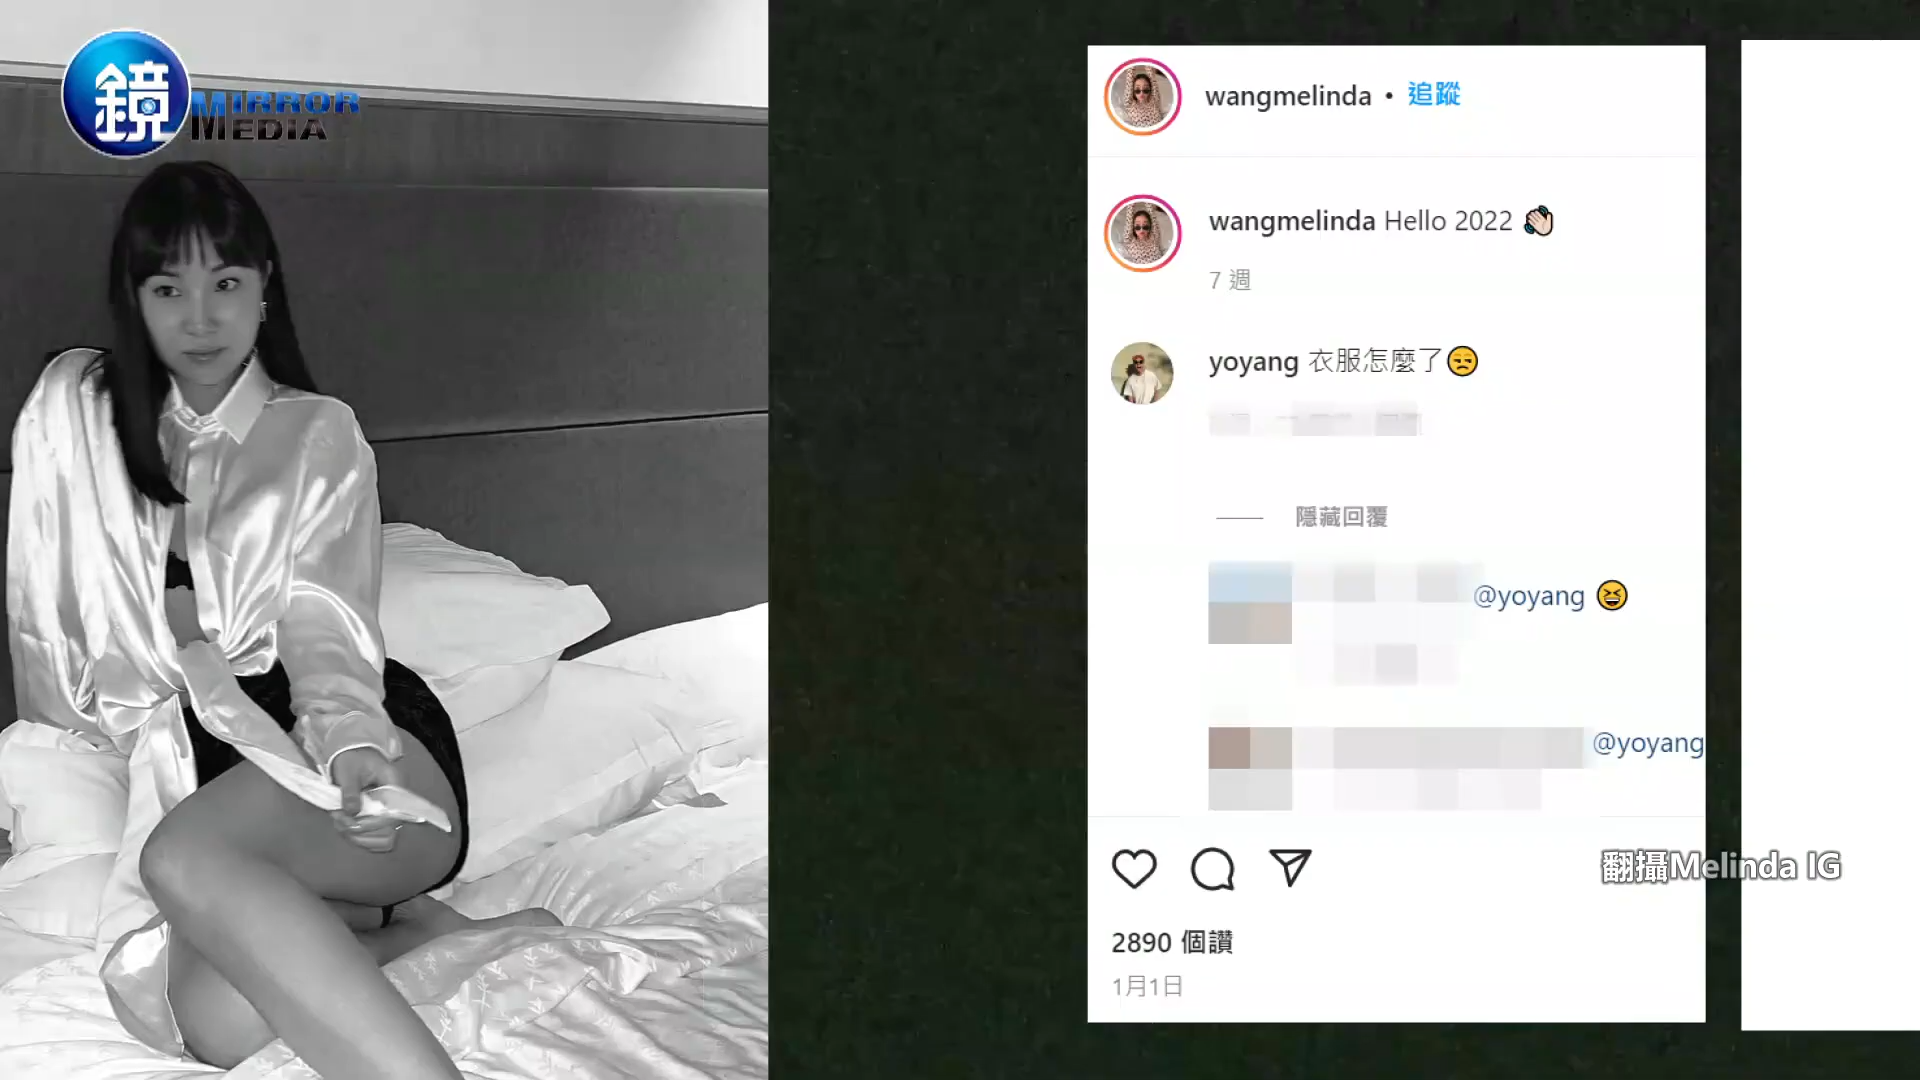 鏡 MIRROR
MEDIA
wangmelinda • 追蹤
wangmelinda Hello 2022 👋🏻
7 週
yoyang 衣服怎麼了😒
隱藏回覆
@yoyang 😆
@yoyang
翻攝Melinda IG
2890 個讚
1月1日